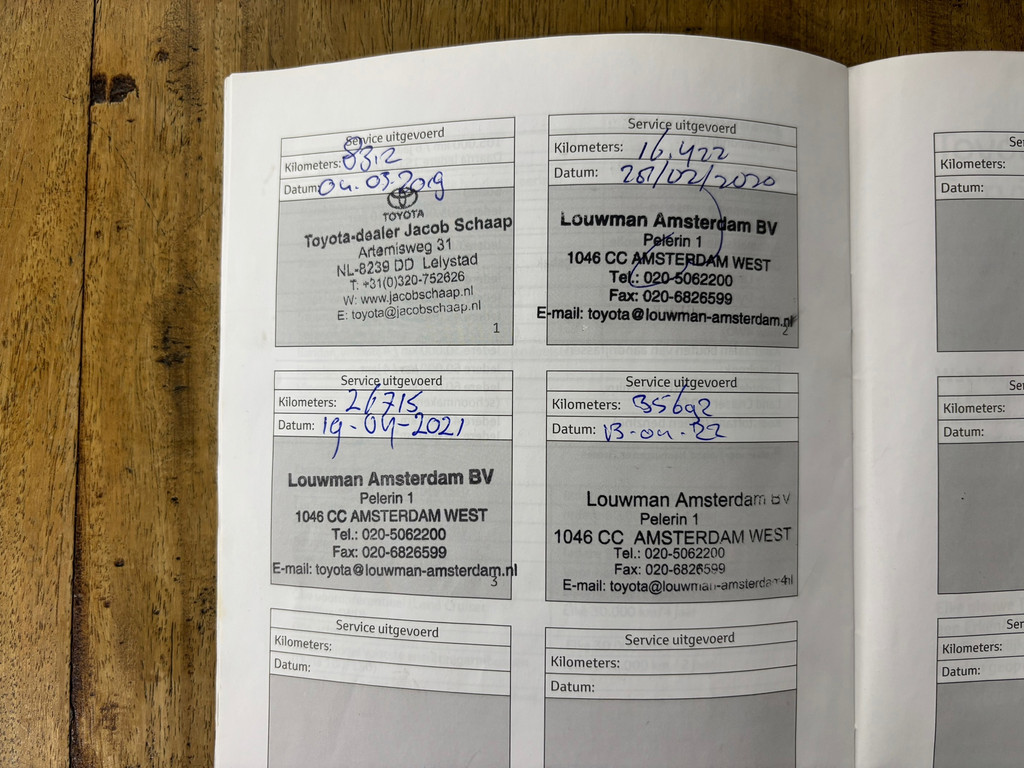 Service uitgevoerd
Kilometers: 8312
Datum: 04.03.2019
TOYOTA
Toyota-dealer Jacob Schaap
Artemisweg 31
NL-8239 DD Lelystad
T: +31(0)320-752626
W: www.jacobschaap.nl
E: toyota@jacobschaap.nl
1
Service uitgevoerd
Kilometers: 16.422
Datum: /02/2020
Louwman Amsterdam BV
Pelerin 1
1046 CC AMSTERDAM WEST
Tel.: 020-5062200
Fax: 020-6826599
E-mail: toyota@louwman-amsterdam.nl
2
Service uitgevoerd
Kilometers: 26715
Datum: 19-04-2021
Louwman Amsterdam BV
Pelerin 1
1046 CC AMSTERDAM WEST
Tel.: 020-5062200
Fax: 020-6826599
E-mail: toyota@louwman-amsterdam.nl
3
Service uitgevoerd
Kilometers: 35692
Datum: 13-04-22
Louwman Amsterdam BV
Pelerin 1
1046 CC AMSTERDAM WEST
Tel.: 020-5062200
Fax: 020-6826599
E-mail: toyota@louwman-amsterdam.nl
4
Service uitgevoerd
Kilometers:
Datum:
Service uitgevoerd
Kilometers:
Datum:
Kilometers:
Datum:
Kilometers:
Datum:
Kilometers:
Datum: